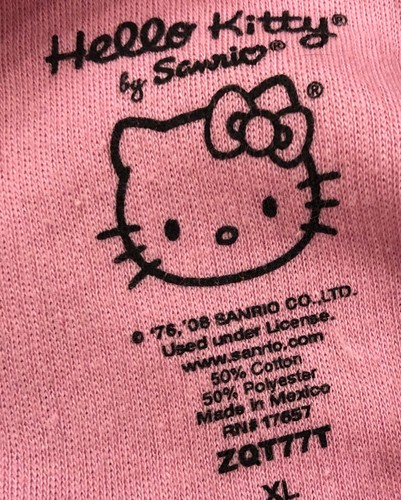 Hello Kitty®
by Sanrio®
®
© '76,'08 SANRIO CO.,LTD.
Used under License.
www.sanrio.com
50% Cotton
50% Polyester
Made in Mexico
RN# 17657
ZQT77T
XL